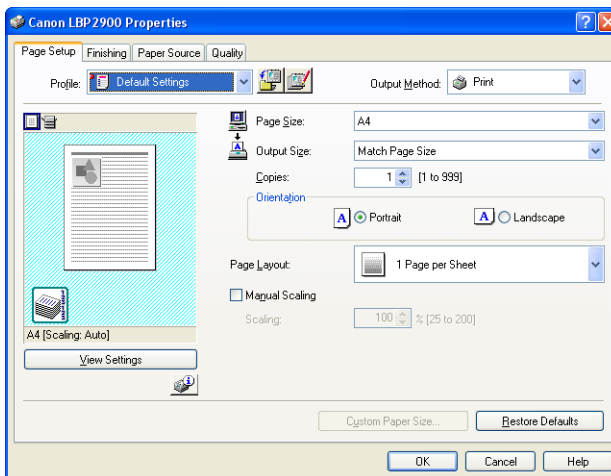 Canon LBP2900 Properties
Page Setup Finishing Paper Source Quality
Profile: Default Settings Output Method: Print
Page Size: A4
Output Size: Match Page Size
Copies: 1 [1 to 999]
Orientation
A Portrait A Landscape
Page Layout: 1 Page per Sheet
Manual Scaling
Scaling: 100 % [25 to 200]
A4 [Scaling: Auto]
View Settings
Custom Paper Size... Restore Defaults
OK Cancel Help